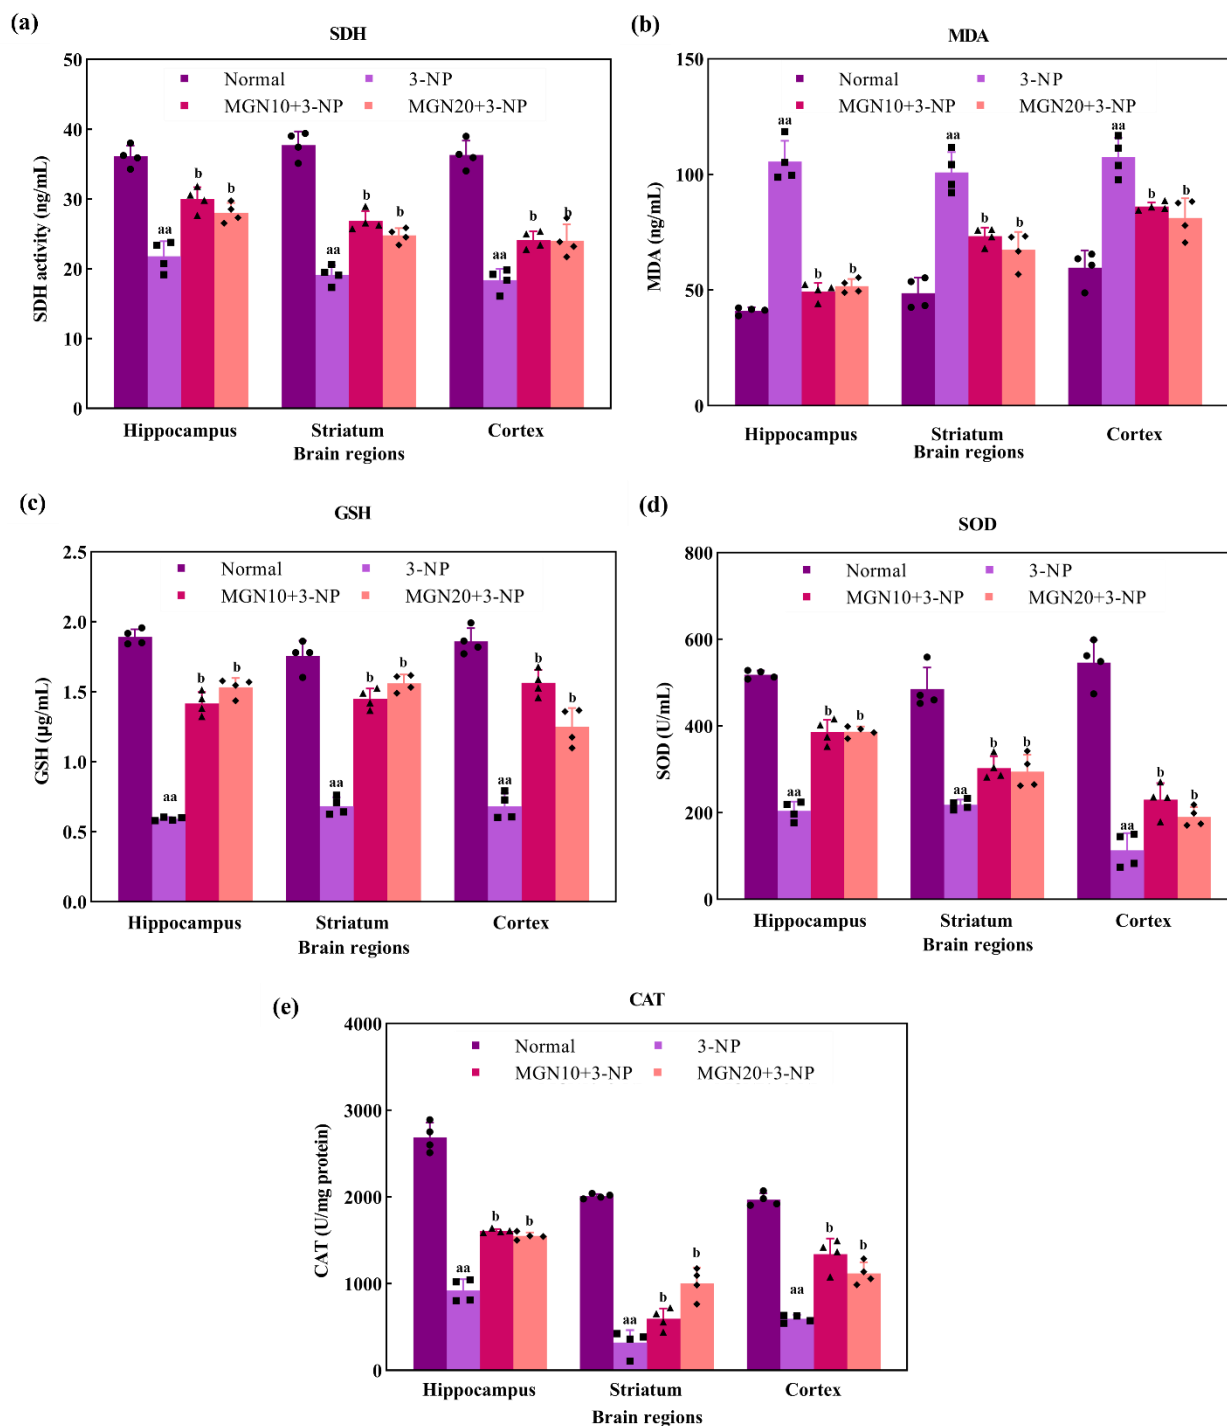 (a)
SDH
50
40
30
20
10
0
SDH activity (ng/mL)
Normal
3-NP
MGN10+3-NP
MGN20+3-NP
aa
b
b
aa
b
b
aa
b
b
Hippocampus
Striatum
Cortex
Brain regions
(b)
MDA
150
100
50
0
MDA (ng/mL)
Normal
3-NP
MGN10+3-NP
MGN20+3-NP
aa
b
b
aa
b
b
aa
b
b
Hippocampus
Striatum
Cortex
Brain regions
(c)
GSH
2.5
2.0
1.5
1.0
0.5
0.0
GSH (µg/mL)
Normal
3-NP
MGN10+3-NP
MGN20+3-NP
aa
b
b
aa
b
b
aa
b
b
Hippocampus
Striatum
Cortex
Brain regions
(d)
SOD
800
600
400
200
0
SOD (U/mL)
Normal
3-NP
MGN10+3-NP
MGN20+3-NP
aa
b
b
aa
b
b
aa
b
b
Hippocampus
Striatum
Cortex
Brain regions
(e)
CAT
4000
3000
2000
1000
0
CAT (U/mg protein)
Normal
3-NP
MGN10+3-NP
MGN20+3-NP
aa
b
b
aa
b
b
aa
b
b
Hippocampus
Striatum
Cortex
Brain regions